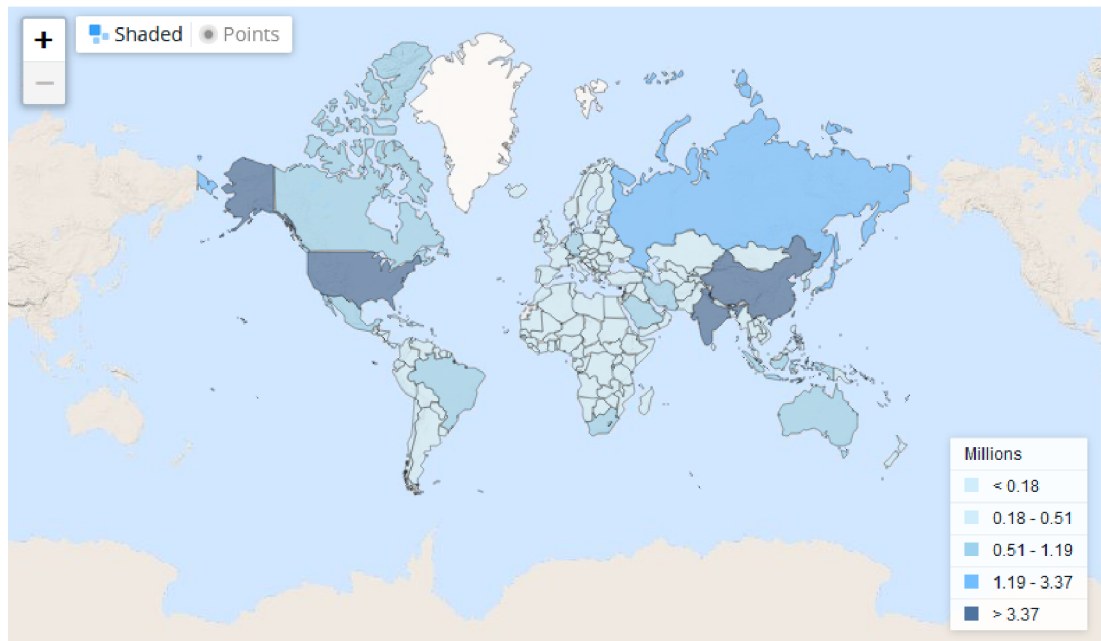 +
Shaded Points
−
Millions
< 0.18
0.18 - 0.51
0.51 - 1.19
1.19 - 3.37
> 3.37